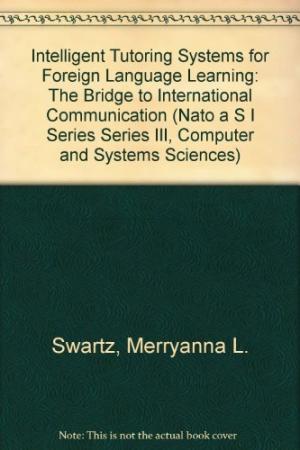 Intelligent Tutoring Systems for
Foreign Language Learning:
The Bridge to International
Communication (Nato a S I
Series Series III, Computer
and Systems Sciences)
Swartz, Merryanna L.
Note: This is not the actual book cover